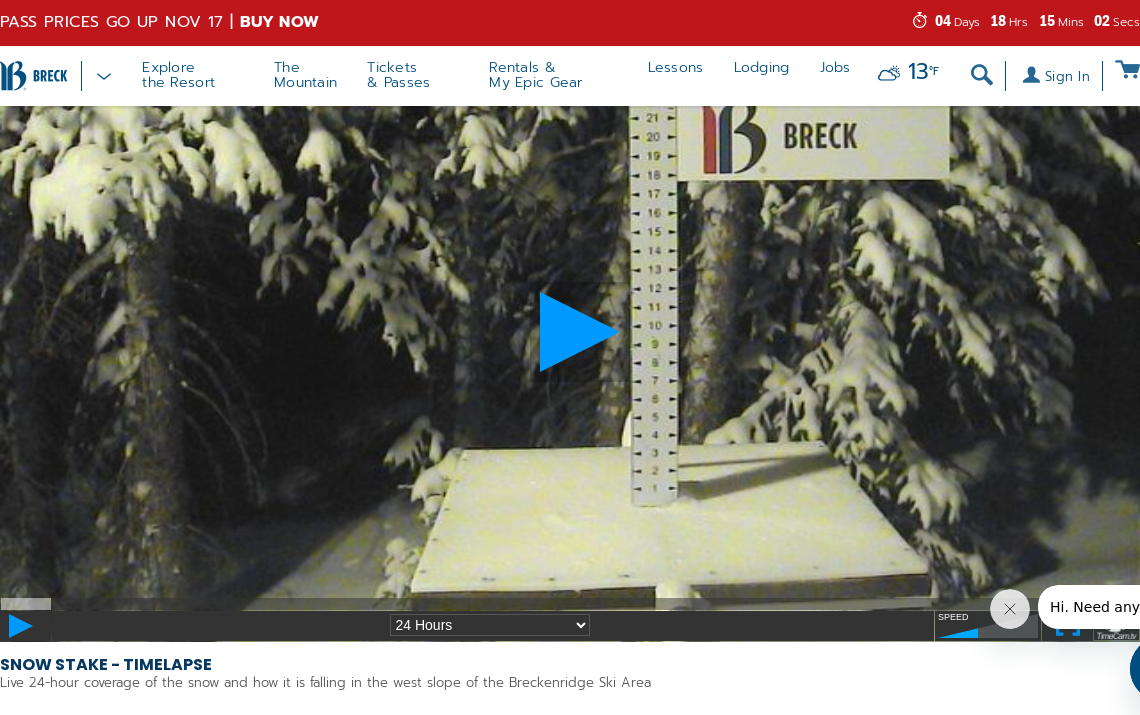 PASS PRICES GO UP NOV 17 | BUY NOW
04 Days 18 Hrs 15 Mins 02 Secs
BRECK
Explore
the Resort
The
Mountain
Tickets
& Passes
Rentals &
My Epic Gear
Lessons
Lodging
Jobs
13°F
Sign In
BRECK
21
20
19
18
17
16
15
14
13
12
11
10
9
8
7
6
5
4
3
2
1
24 Hours
SPEED
TimeCam.tv
Hi. Need any
SNOW STAKE - TIMELAPSE
Live 24-hour coverage of the snow and how it is falling in the west slope of the Breckenridge Ski Area